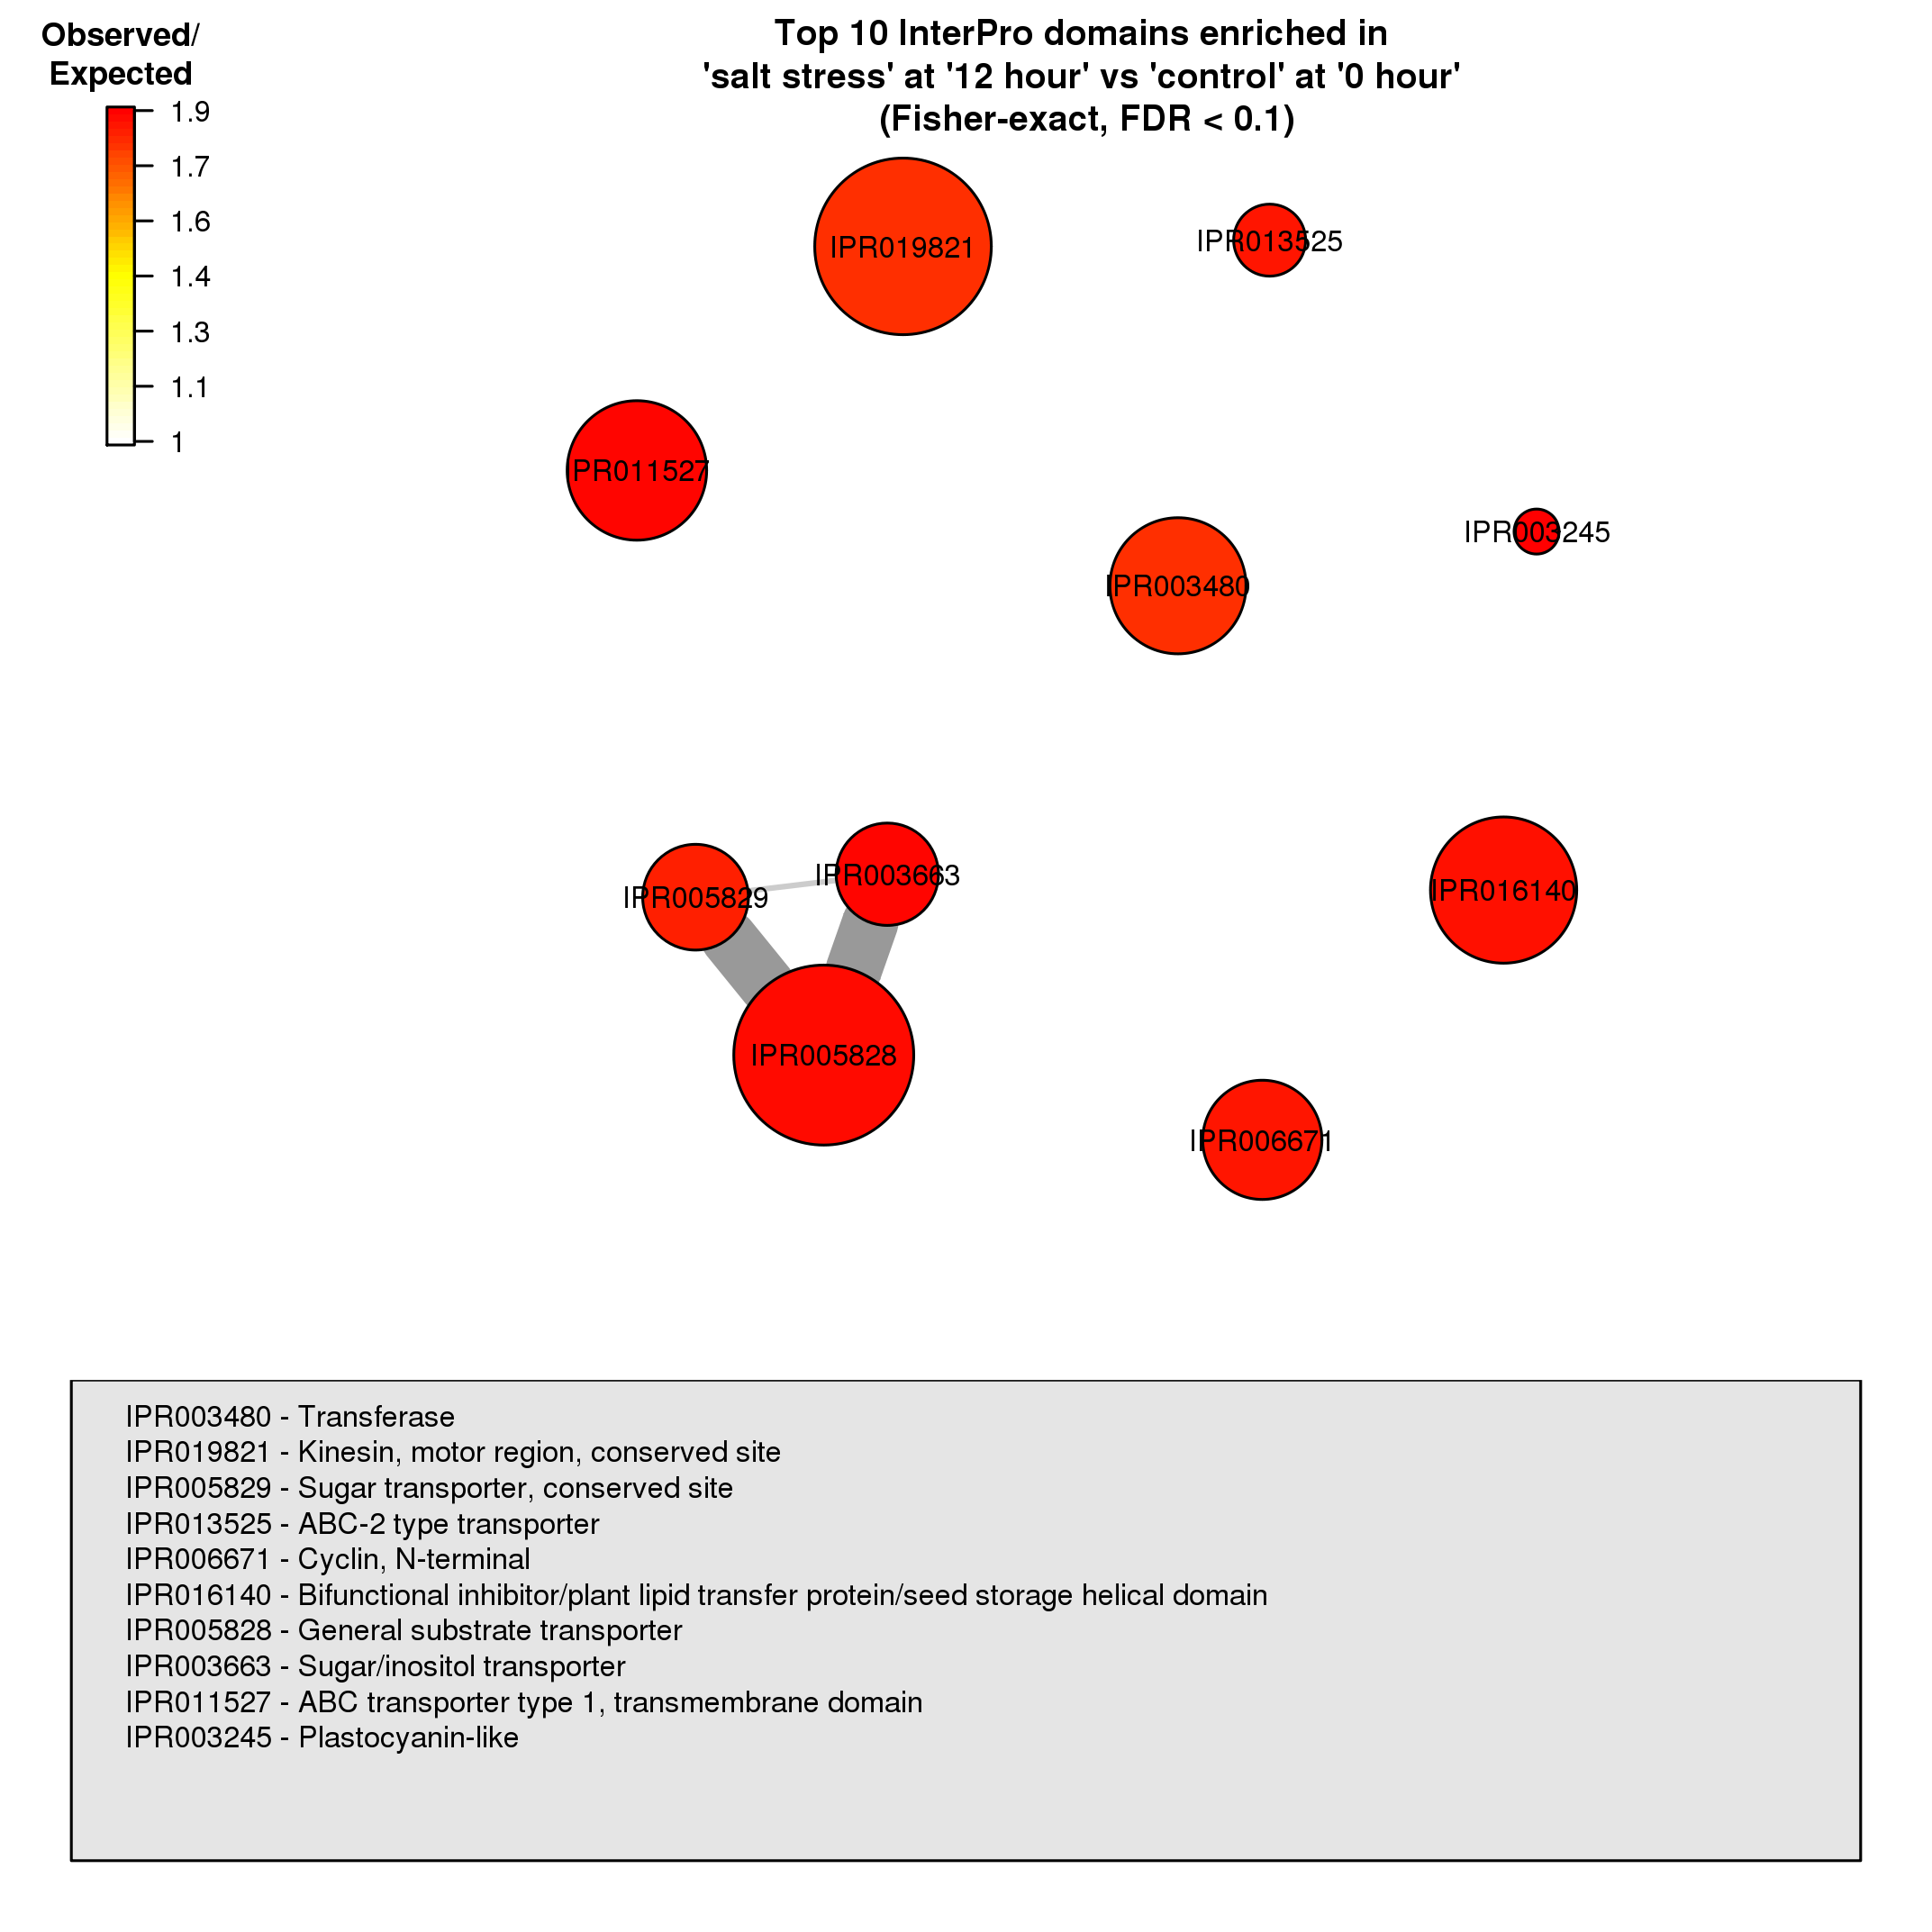 Observed/
Expected
1.9
1.7
1.6
1.4
1.3
1.1
1
Top 10 InterPro domains enriched in
'salt stress' at '12 hour' vs 'control' at '0 hour'
(Fisher-exact, FDR < 0.1)
IPR019821
IPR013525
IPR011527
IPR003245
IPR003480
IPR003663
IPR005829
IPR016140
IPR005828
IPR006671
IPR003480 - Transferase
IPR019821 - Kinesin, motor region, conserved site
IPR005829 - Sugar transporter, conserved site
IPR013525 - ABC-2 type transporter
IPR006671 - Cyclin, N-terminal
IPR016140 - Bifunctional inhibitor/plant lipid transfer protein/seed storage helical domain
IPR005828 - General substrate transporter
IPR003663 - Sugar/inositol transporter
IPR011527 - ABC transporter type 1, transmembrane domain
IPR003245 - Plastocyanin-like